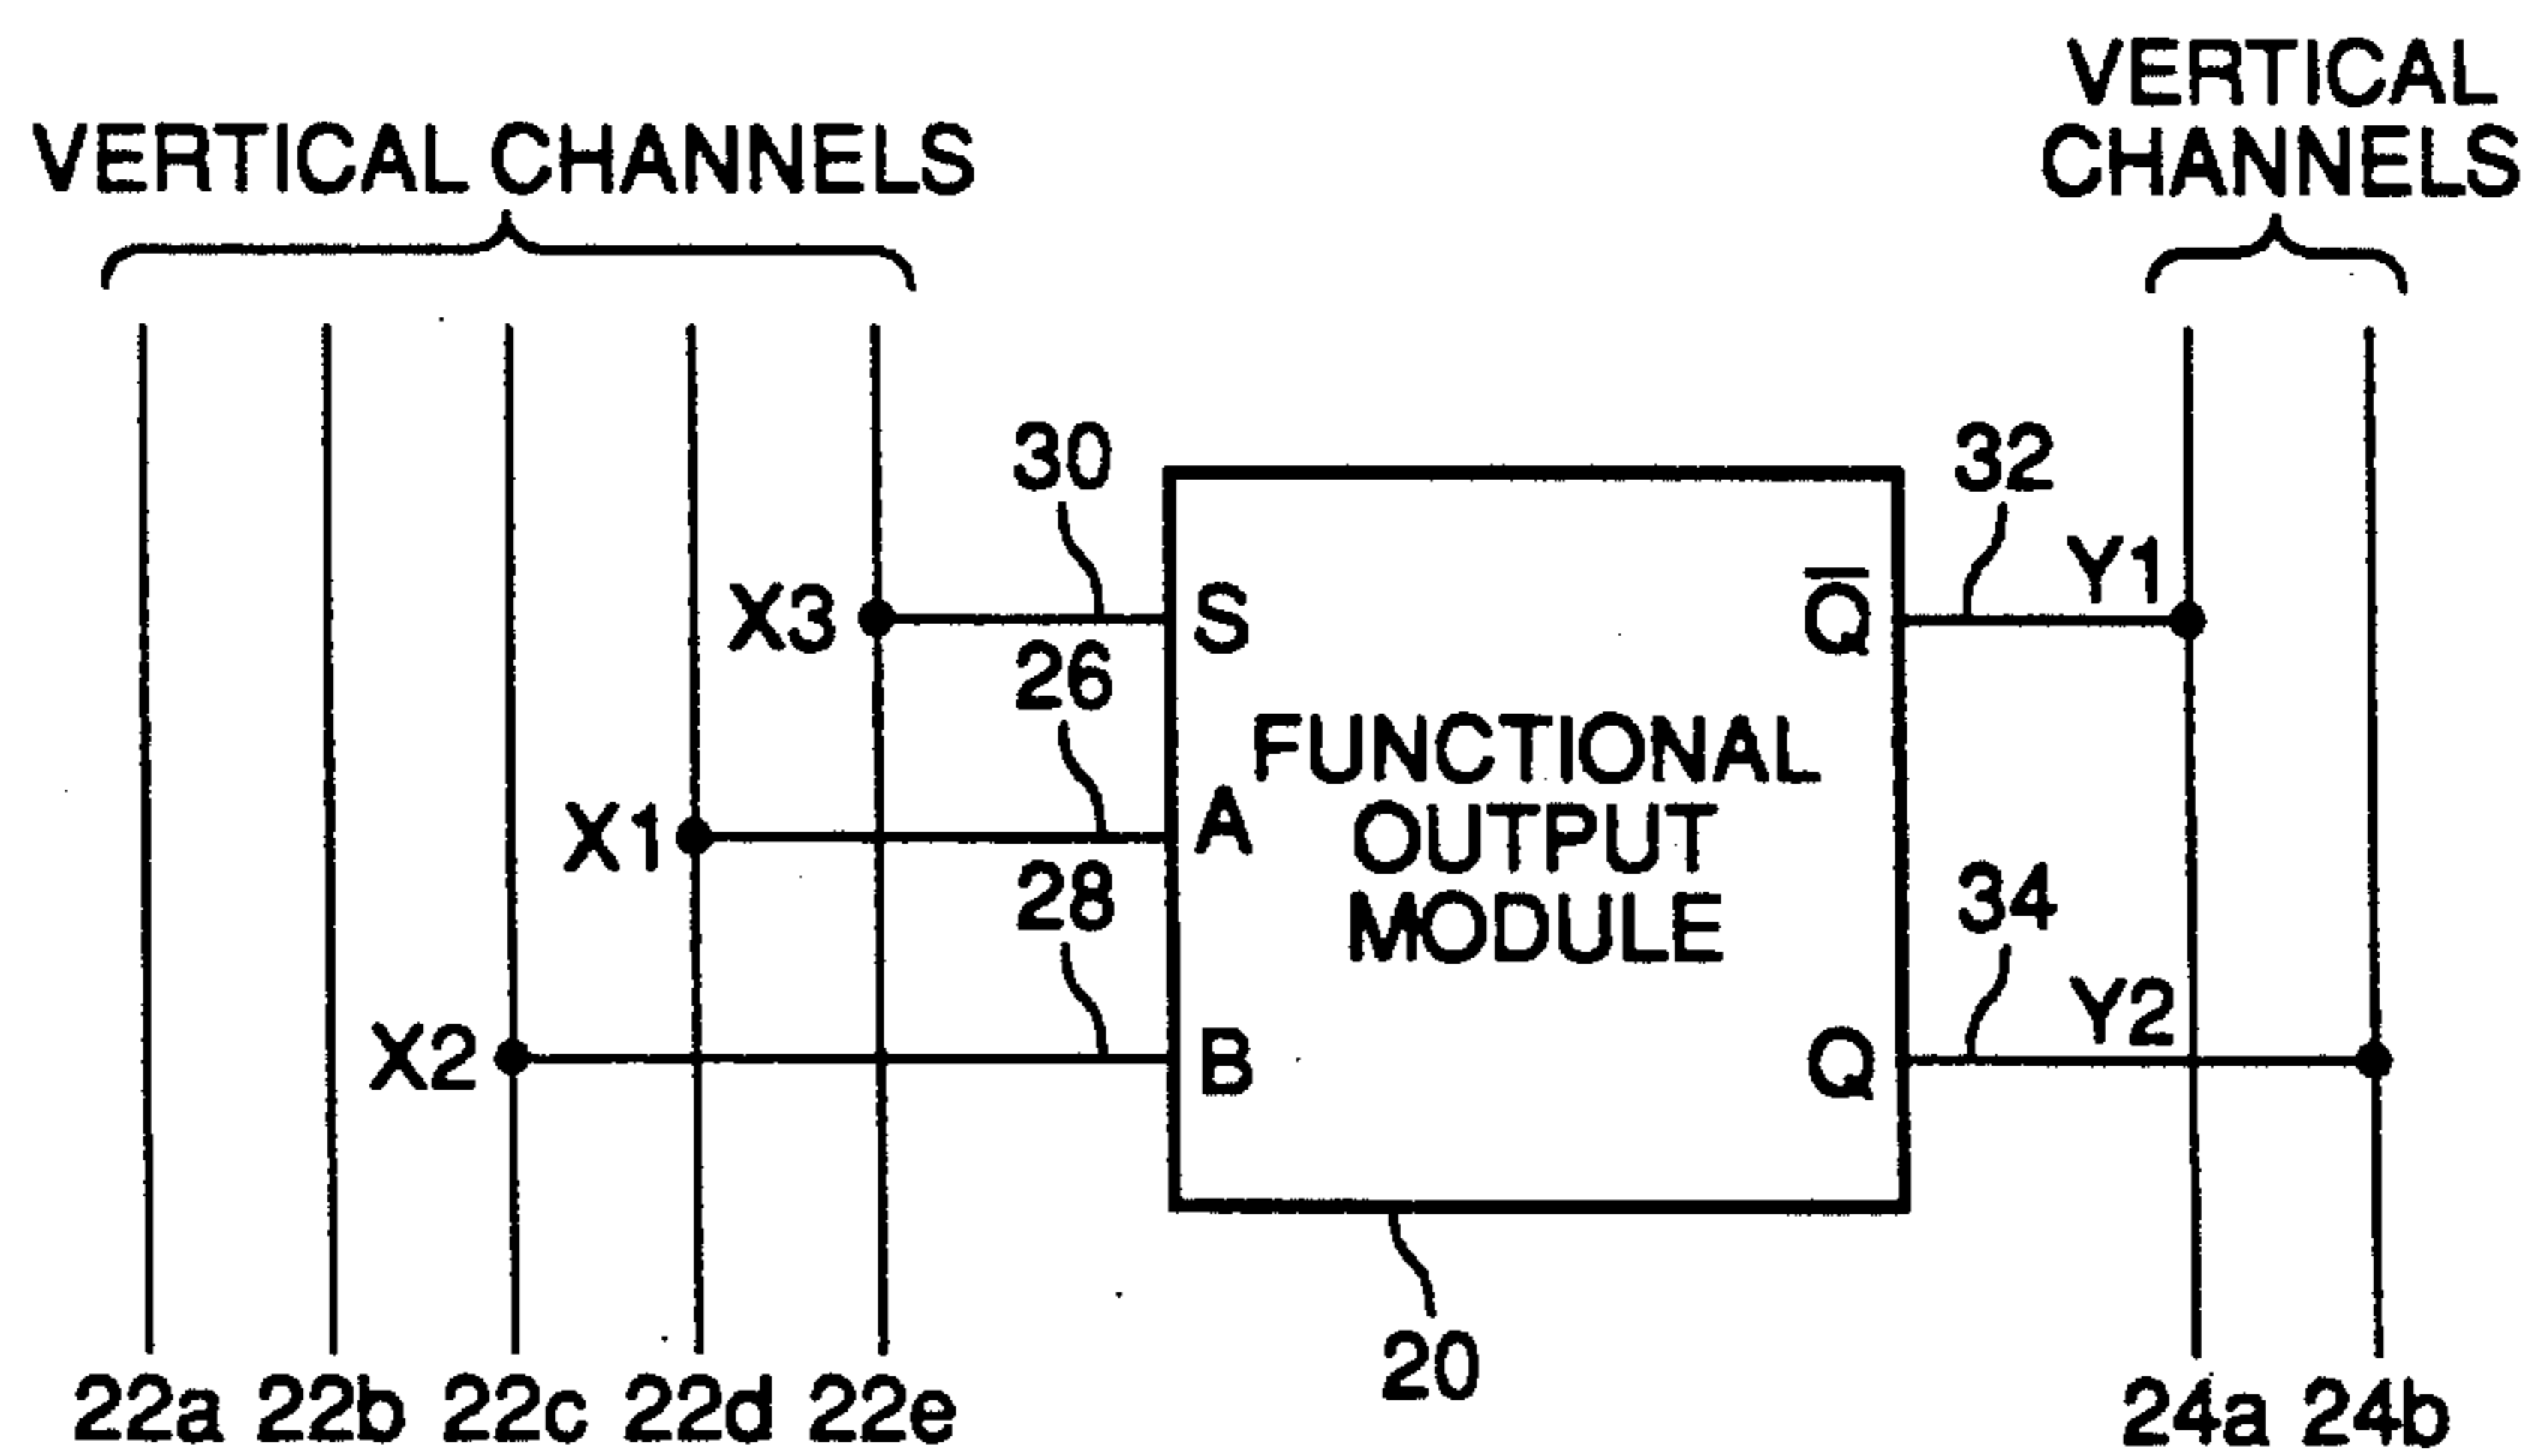 VERTICAL CHANNELS
VERTICAL
CHANNELS
30
32
Y1
X3
S
Q̅
26
X1
A
FUNCTIONAL
OUTPUT
MODULE
28
34
Y2
X2
B
Q
20
22a 22b 22c 22d 22e
24a 24b